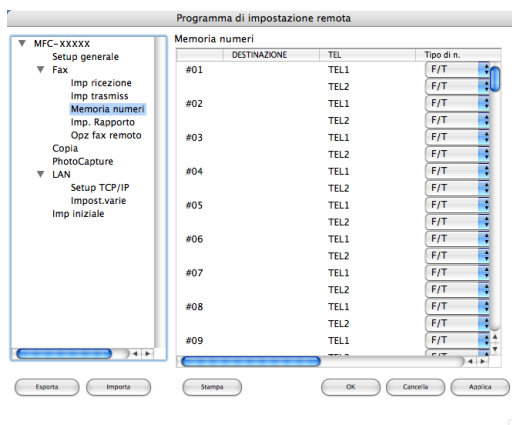 Programma di impostazione remota
MFC-XXXXX
Setup generale
Fax
Imp ricezione
Imp trasmiss
Memoria numeri
Imp. Rapporto
Opz fax remoto
Copia
PhotoCapture
LAN
Setup TCP/IP
Impost.varie
Imp iniziale
Memoria numeri
DESTINAZIONE TEL Tipo di n.
#01 TEL1 F/T
TEL2 F/T
#02 TEL1 F/T
TEL2 F/T
#03 TEL1 F/T
TEL2 F/T
#04 TEL1 F/T
TEL2 F/T
#05 TEL1 F/T
TEL2 F/T
#06 TEL1 F/T
TEL2 F/T
#07 TEL1 F/T
TEL2 F/T
#08 TEL1 F/T
TEL2 F/T
#09 TEL1 F/T
TEL2 F/T
Esporta Importa Stampa OK Cancella Applica